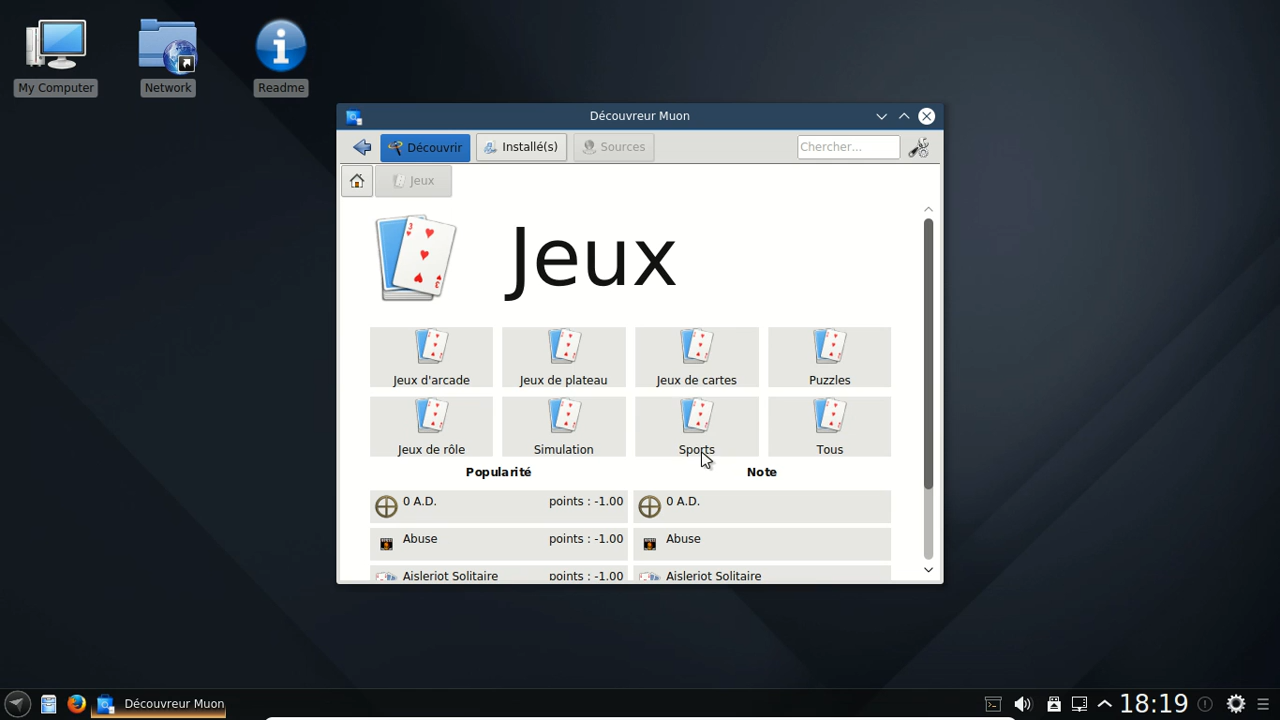 My Computer
Network
Readme
Découvreur Muon
Découvrir
Installé(s)
Sources
Chercher...
Jeux
Jeux
Jeux d'arcade
Jeux de plateau
Jeux de cartes
Puzzles
Jeux de rôle
Simulation
Sports
Tous
Popularité
Note
0 A.D. points : -1.00
0 A.D.
Abuse points : -1.00
Abuse
Aisleriot Solitaire points : -1.00
Aisleriot Solitaire
Découvreur Muon
18:19